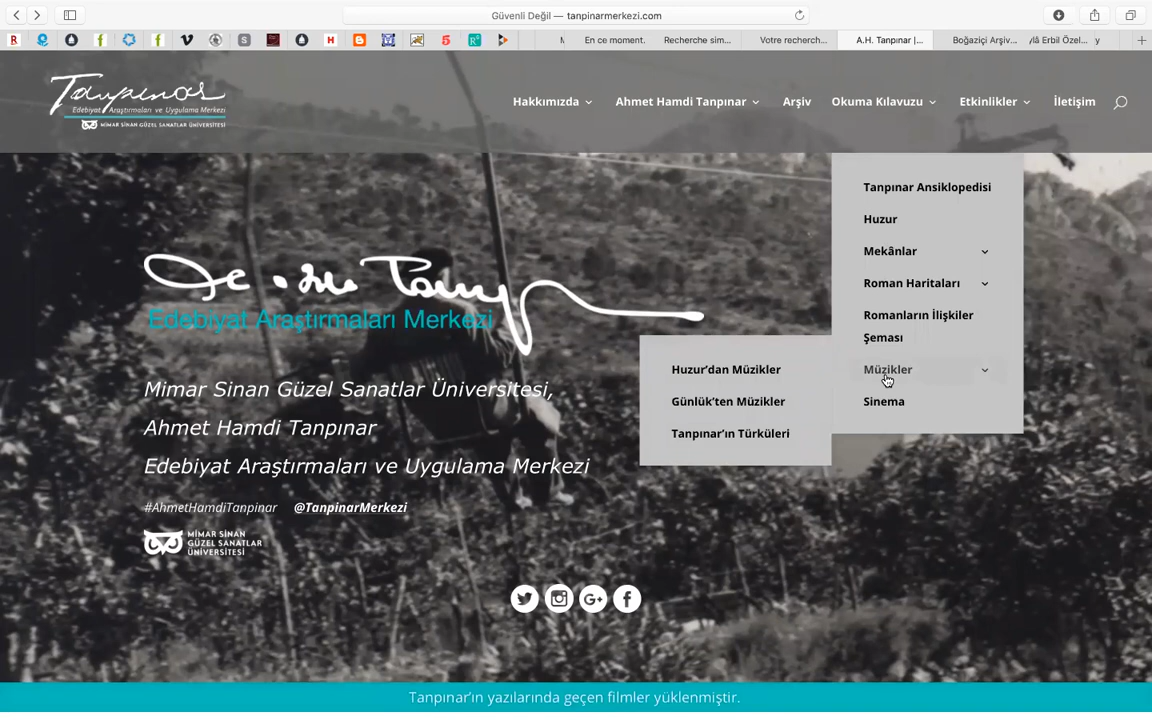 Güvenli Değil — tanpinarmerkezi.com
R
f
f
S
H
5
R
En ce moment.
Recherche sim...
Votre recherch...
A.H. Tanpınar |...
Boğaziçi Arşiv...
/lâ Erbil Özel...
y
Tanpınar
Edebiyat Araştırmaları ve Uygulama Merkezi
MİMAR SİNAN GÜZEL SANATLAR ÜNİVERSİTESİ
Hakkımızda
Ahmet Hamdi Tanpınar
Arşiv
Okuma Kılavuzu
Etkinlikler
İletişim
Tanpınar Ansiklopedisi
Huzur
Mekânlar
Roman Haritaları
Romanların İlişkiler
Şeması
Müzikler
Sinema
Huzur’dan Müzikler
Günlük’ten Müzikler
Tanpınar’ın Türküleri
Edebiyat Araştırmaları Merkezi
Mimar Sinan Güzel Sanatlar Üniversitesi,
Ahmet Hamdi Tanpınar
Edebiyat Araştırmaları ve Uygulama Merkezi
#AhmetHamdiTanpinar @TanpinarMerkezi
MİMAR SİNAN
GÜZEL SANATLAR
ÜNİVERSİTESİ
G+
f
Tanpınar’ın yazılarında geçen filmler yüklenmiştir.